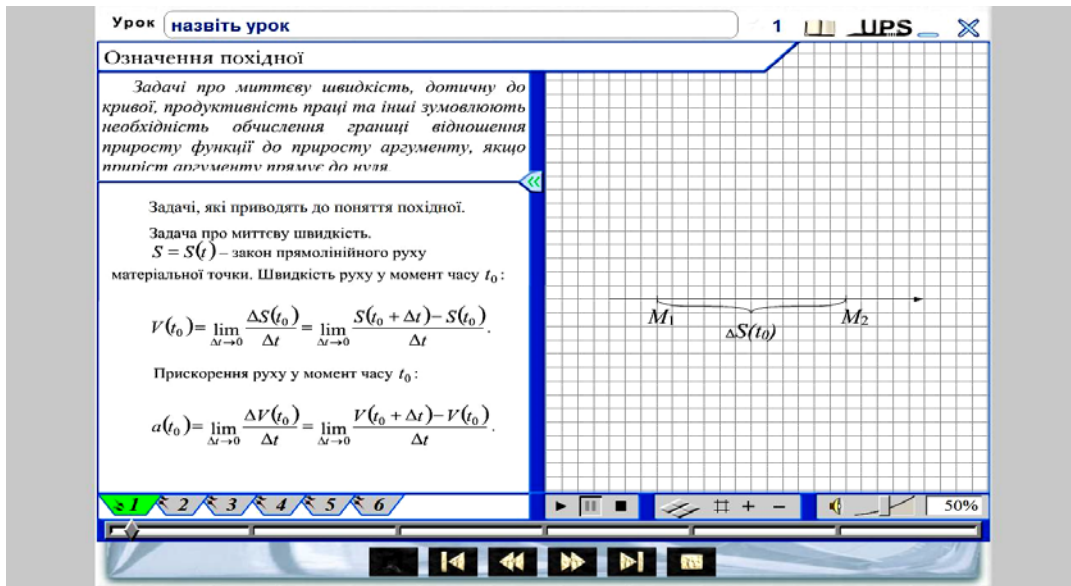 Урок назвіть урок 1 UPS
Означення похідної
Задачі про миттєву швидкість, дотичну до
кривої, продуктивність праці та інші зумовлюють
необхідність обчислення границі відношення
приросту функції до приросту аргументу, якщо
приріст аргументу прямує до нуля
Задачі, які приводять до поняття похідної.
Задача про миттєву швидкість.
S = S(t) – закон прямолінійного руху
матеріальної точки. Швидкість руху у момент часу t₀ :
V(t₀) = lim Δt→0 ΔS(t₀)/Δt = lim Δt→0 (S(t₀ + Δt) – S(t₀))/Δt .
Прискорення руху у момент часу t₀ :
a(t₀) = lim Δt→0 ΔV(t₀)/Δt = lim Δt→0 (V(t₀ + Δt) – V(t₀))/Δt .
M₁ M₂
ΔS(t₀)
1 2 3 4 5 6
50%